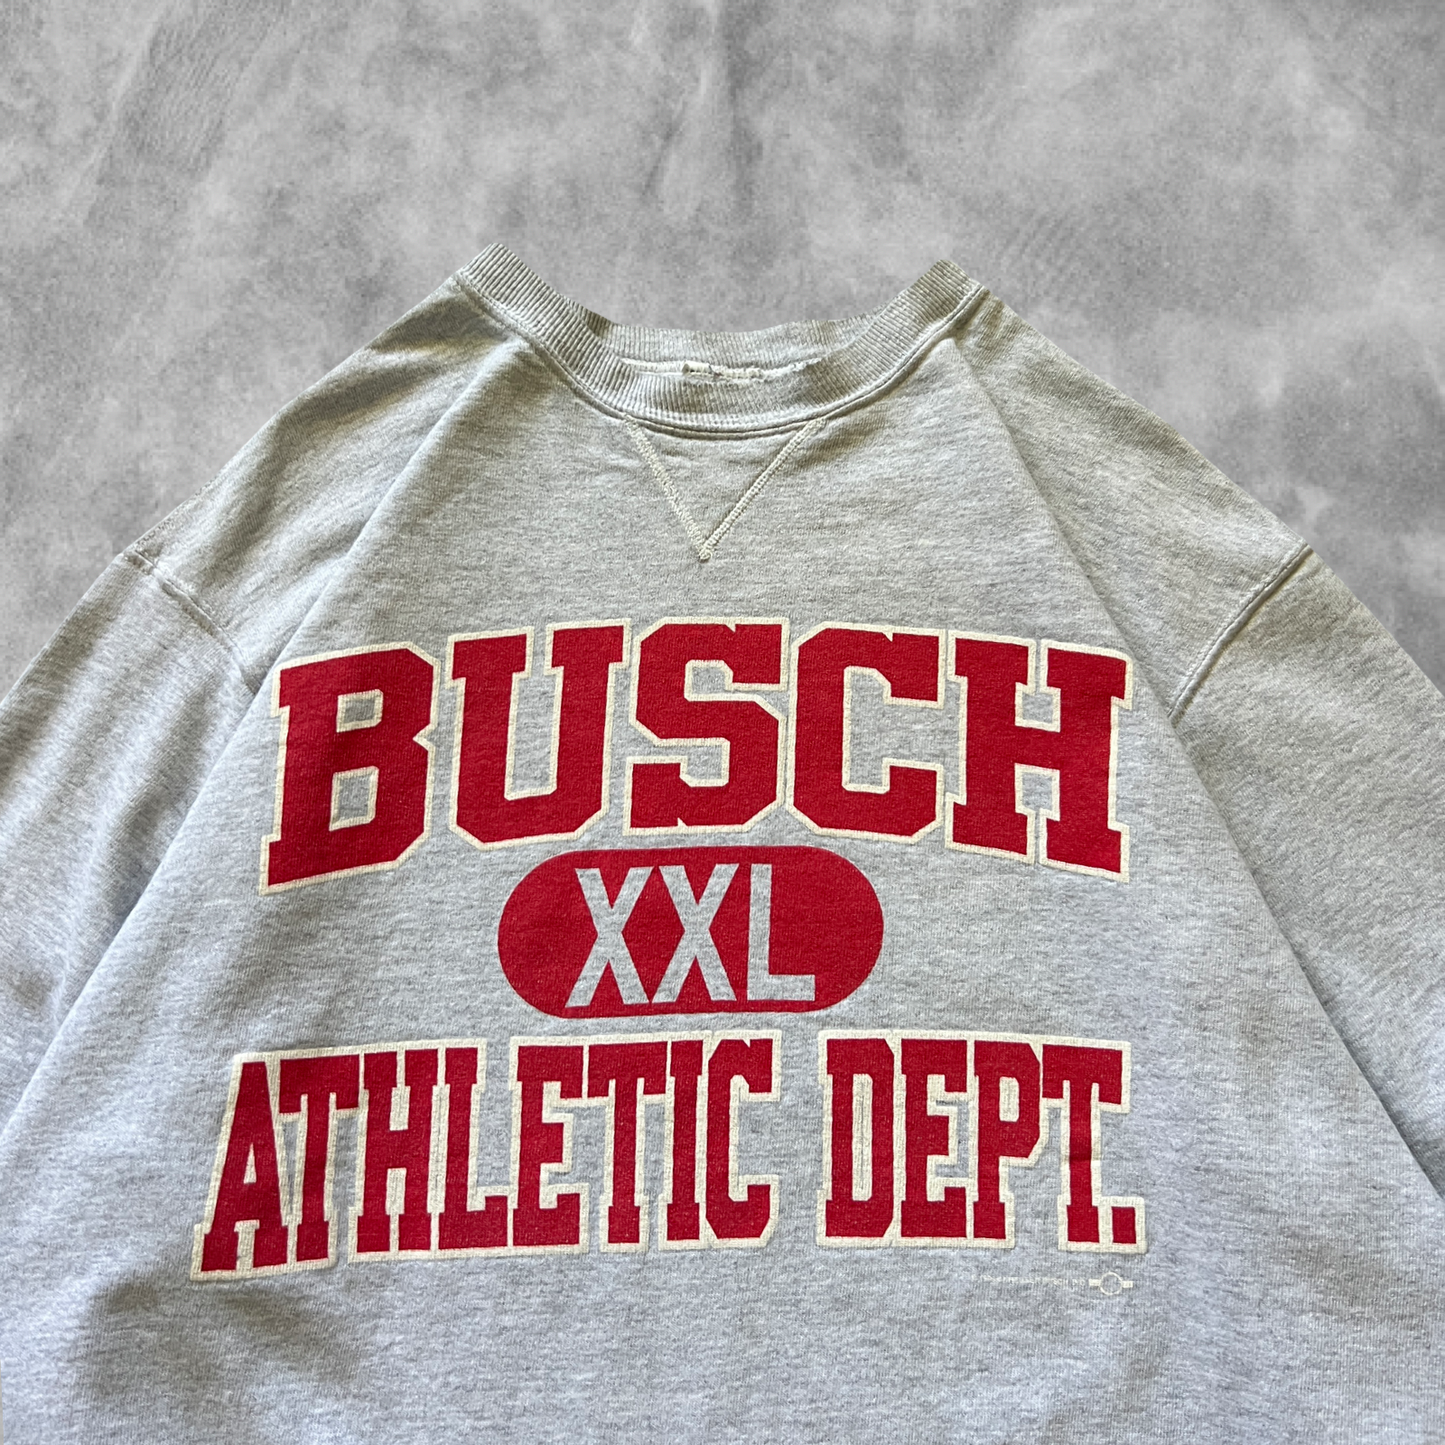 BUSCH
XXL
ATHLETIC DEPT.